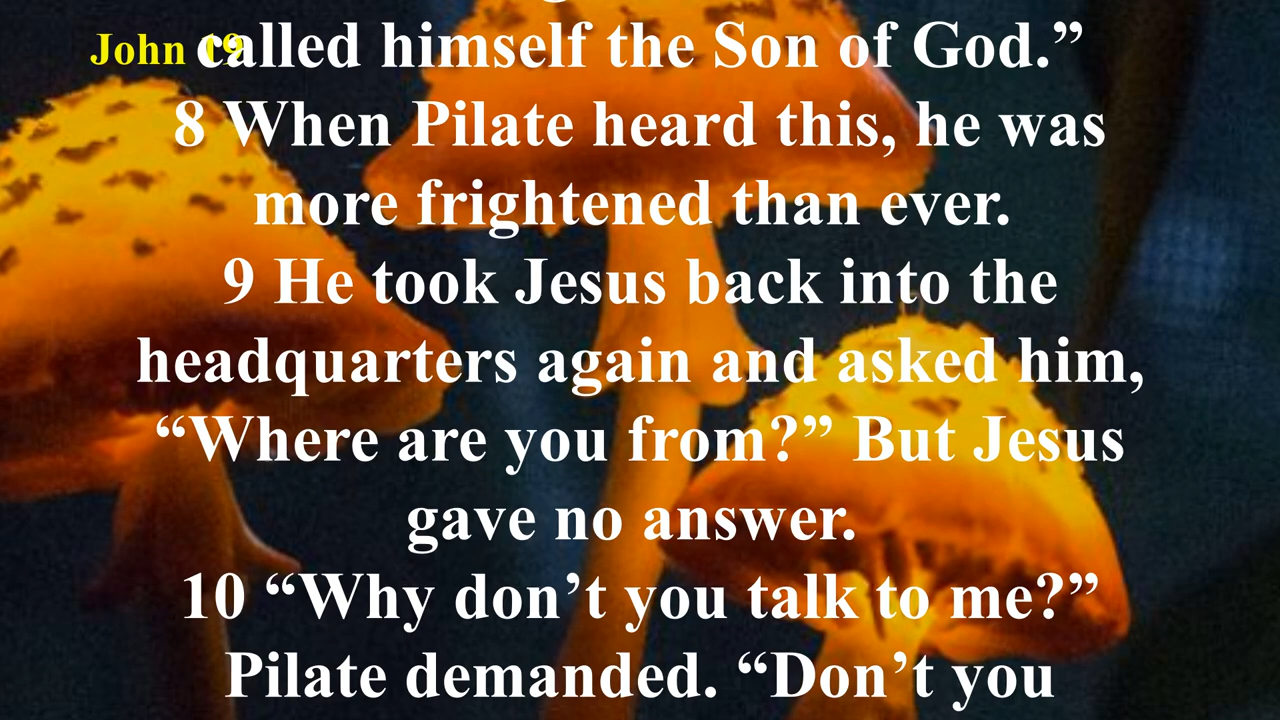 John 19
called himself the Son of God.”
8 When Pilate heard this, he was
more frightened than ever.
9 He took Jesus back into the
headquarters again and asked him,
“Where are you from?” But Jesus
gave no answer.
10 “Why don’t you talk to me?”
Pilate demanded. “Don’t you